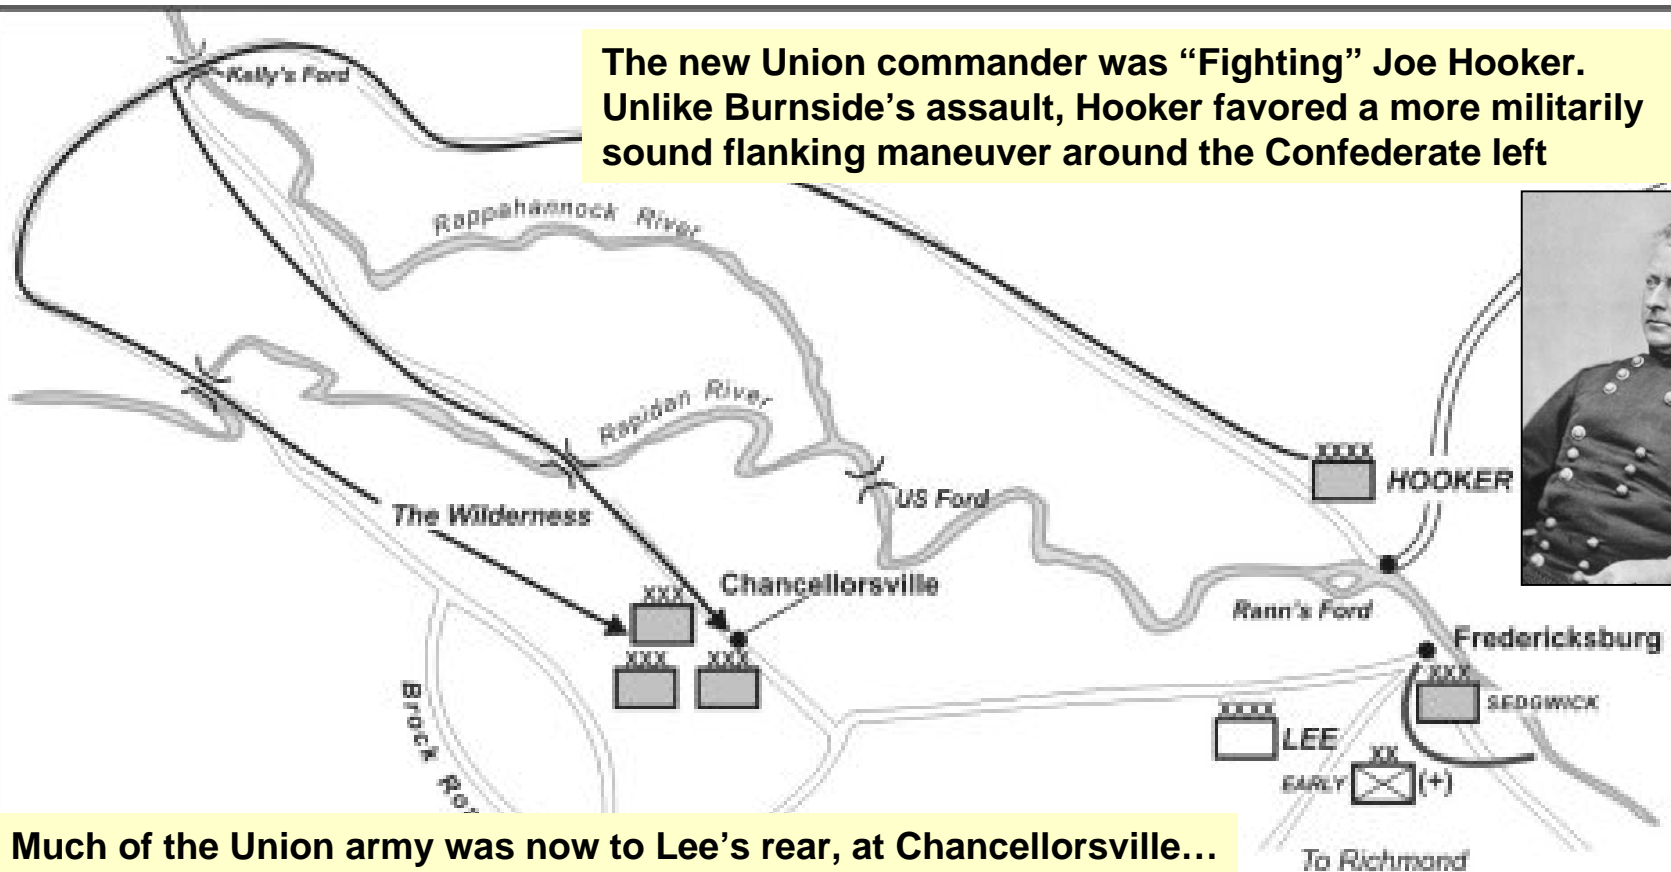 The new Union commander was “Fighting” Joe Hooker.
Unlike Burnside’s assault, Hooker favored a more militarily
sound flanking maneuver around the Confederate left
Kelly's Ford
Rappahannock River
Rapidan River
XXXX
HOOKER
US Ford
The Wilderness
Chancellorsville
XXX
XXX
XXX
Rann's Ford
Fredericksburg
XXX
SEDGWICK
XXXX
LEE
XX
EARLY
(+)
Brock
To Richmond
Much of the Union army was now to Lee’s rear, at Chancellorsville…